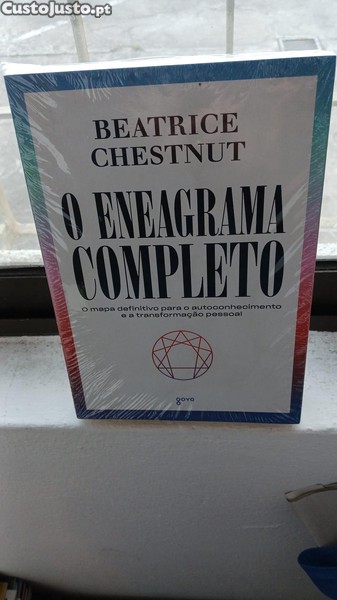 CustoJusto.pt
BEATRICE
CHESTNUT
O ENEAGRAMA
COMPLETO
O mapa definitivo para o autoconhecimento
e a transformação pessoal
goya